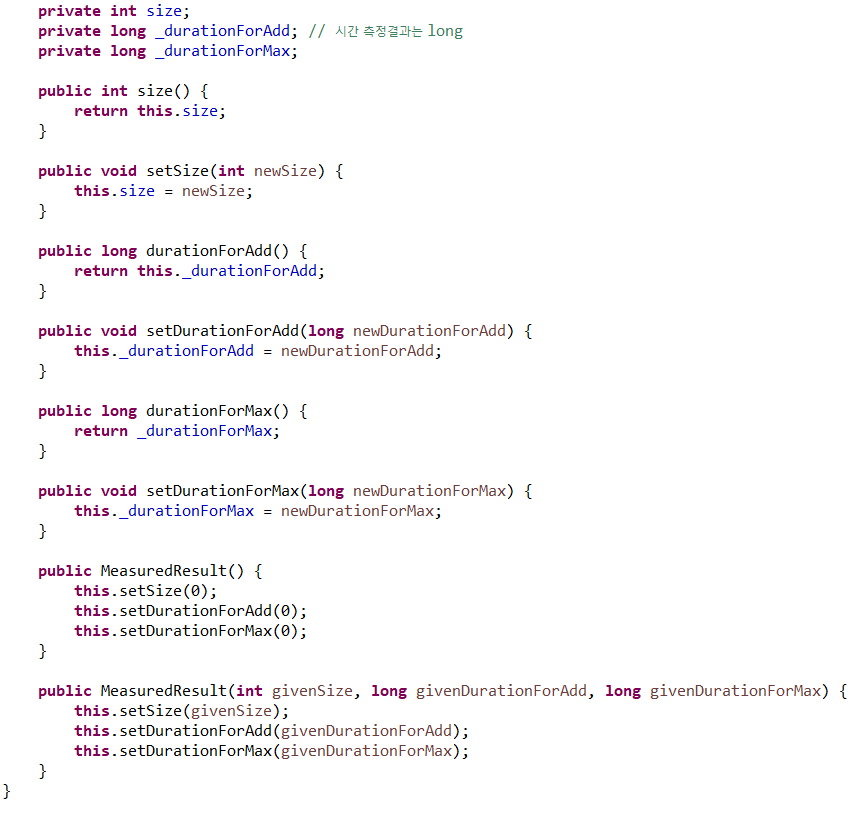 private int size;
private long _durationForAdd; // 시간 측정결과는 long
private long _durationForMax;
public int size() {
return this.size;
}
public void setSize(int newSize) {
this.size = newSize;
}
public long durationForAdd() {
return this._durationForAdd;
}
public void setDurationForAdd(long newDurationForAdd) {
this._durationForAdd = newDurationForAdd;
}
public long durationForMax() {
return _durationForMax;
}
public void setDurationForMax(long newDurationForMax) {
this._durationForMax = newDurationForMax;
}
public MeasuredResult() {
this.setSize(0);
this.setDurationForAdd(0);
this.setDurationForMax(0);
}
public MeasuredResult(int givenSize, long givenDurationForAdd, long givenDurationForMax) {
this.setSize(givenSize);
this.setDurationForAdd(givenDurationForAdd);
this.setDurationForMax(givenDurationForMax);
}
}